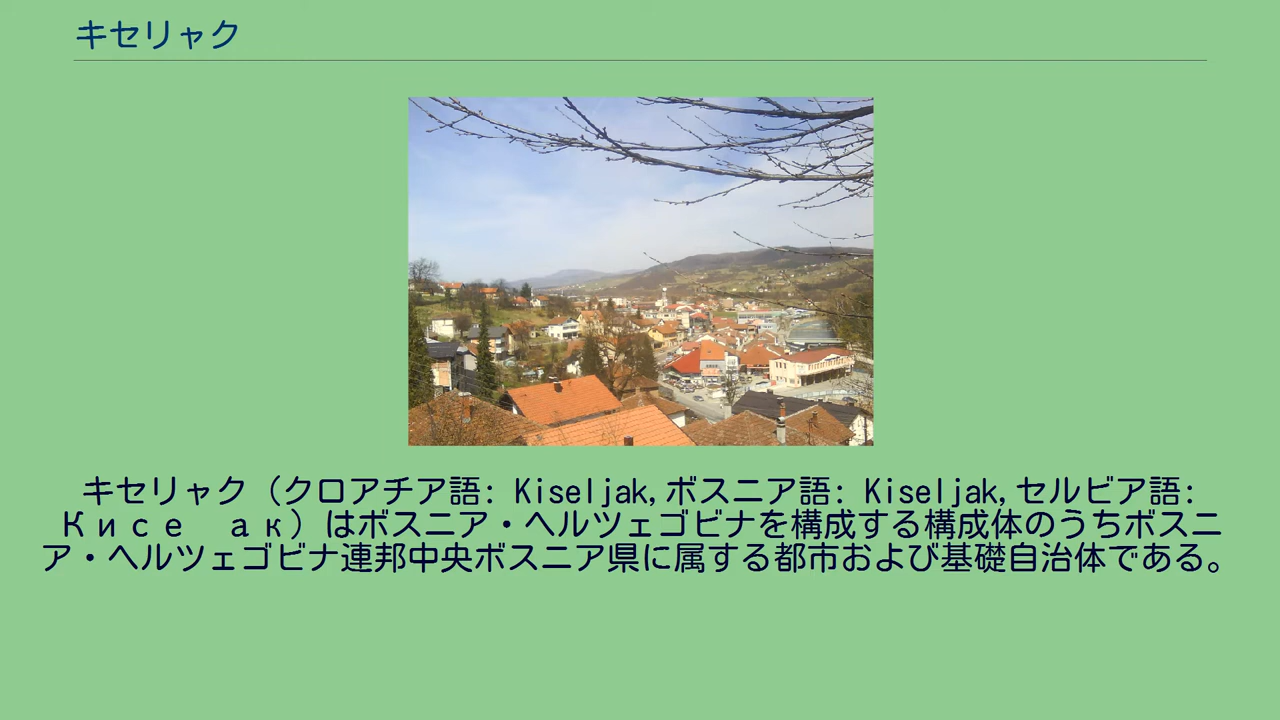 キセリャク
キセリャク（クロアチア語: Kiseljak,ボスニア語: Kiseljak,セルビア語:
Кисе　ак）はボスニア・ヘルツェゴビナを構成する構成体のうちボスニ
ア・ヘルツェゴビナ連邦中央ボスニア県に属する都市および基礎自治体である。